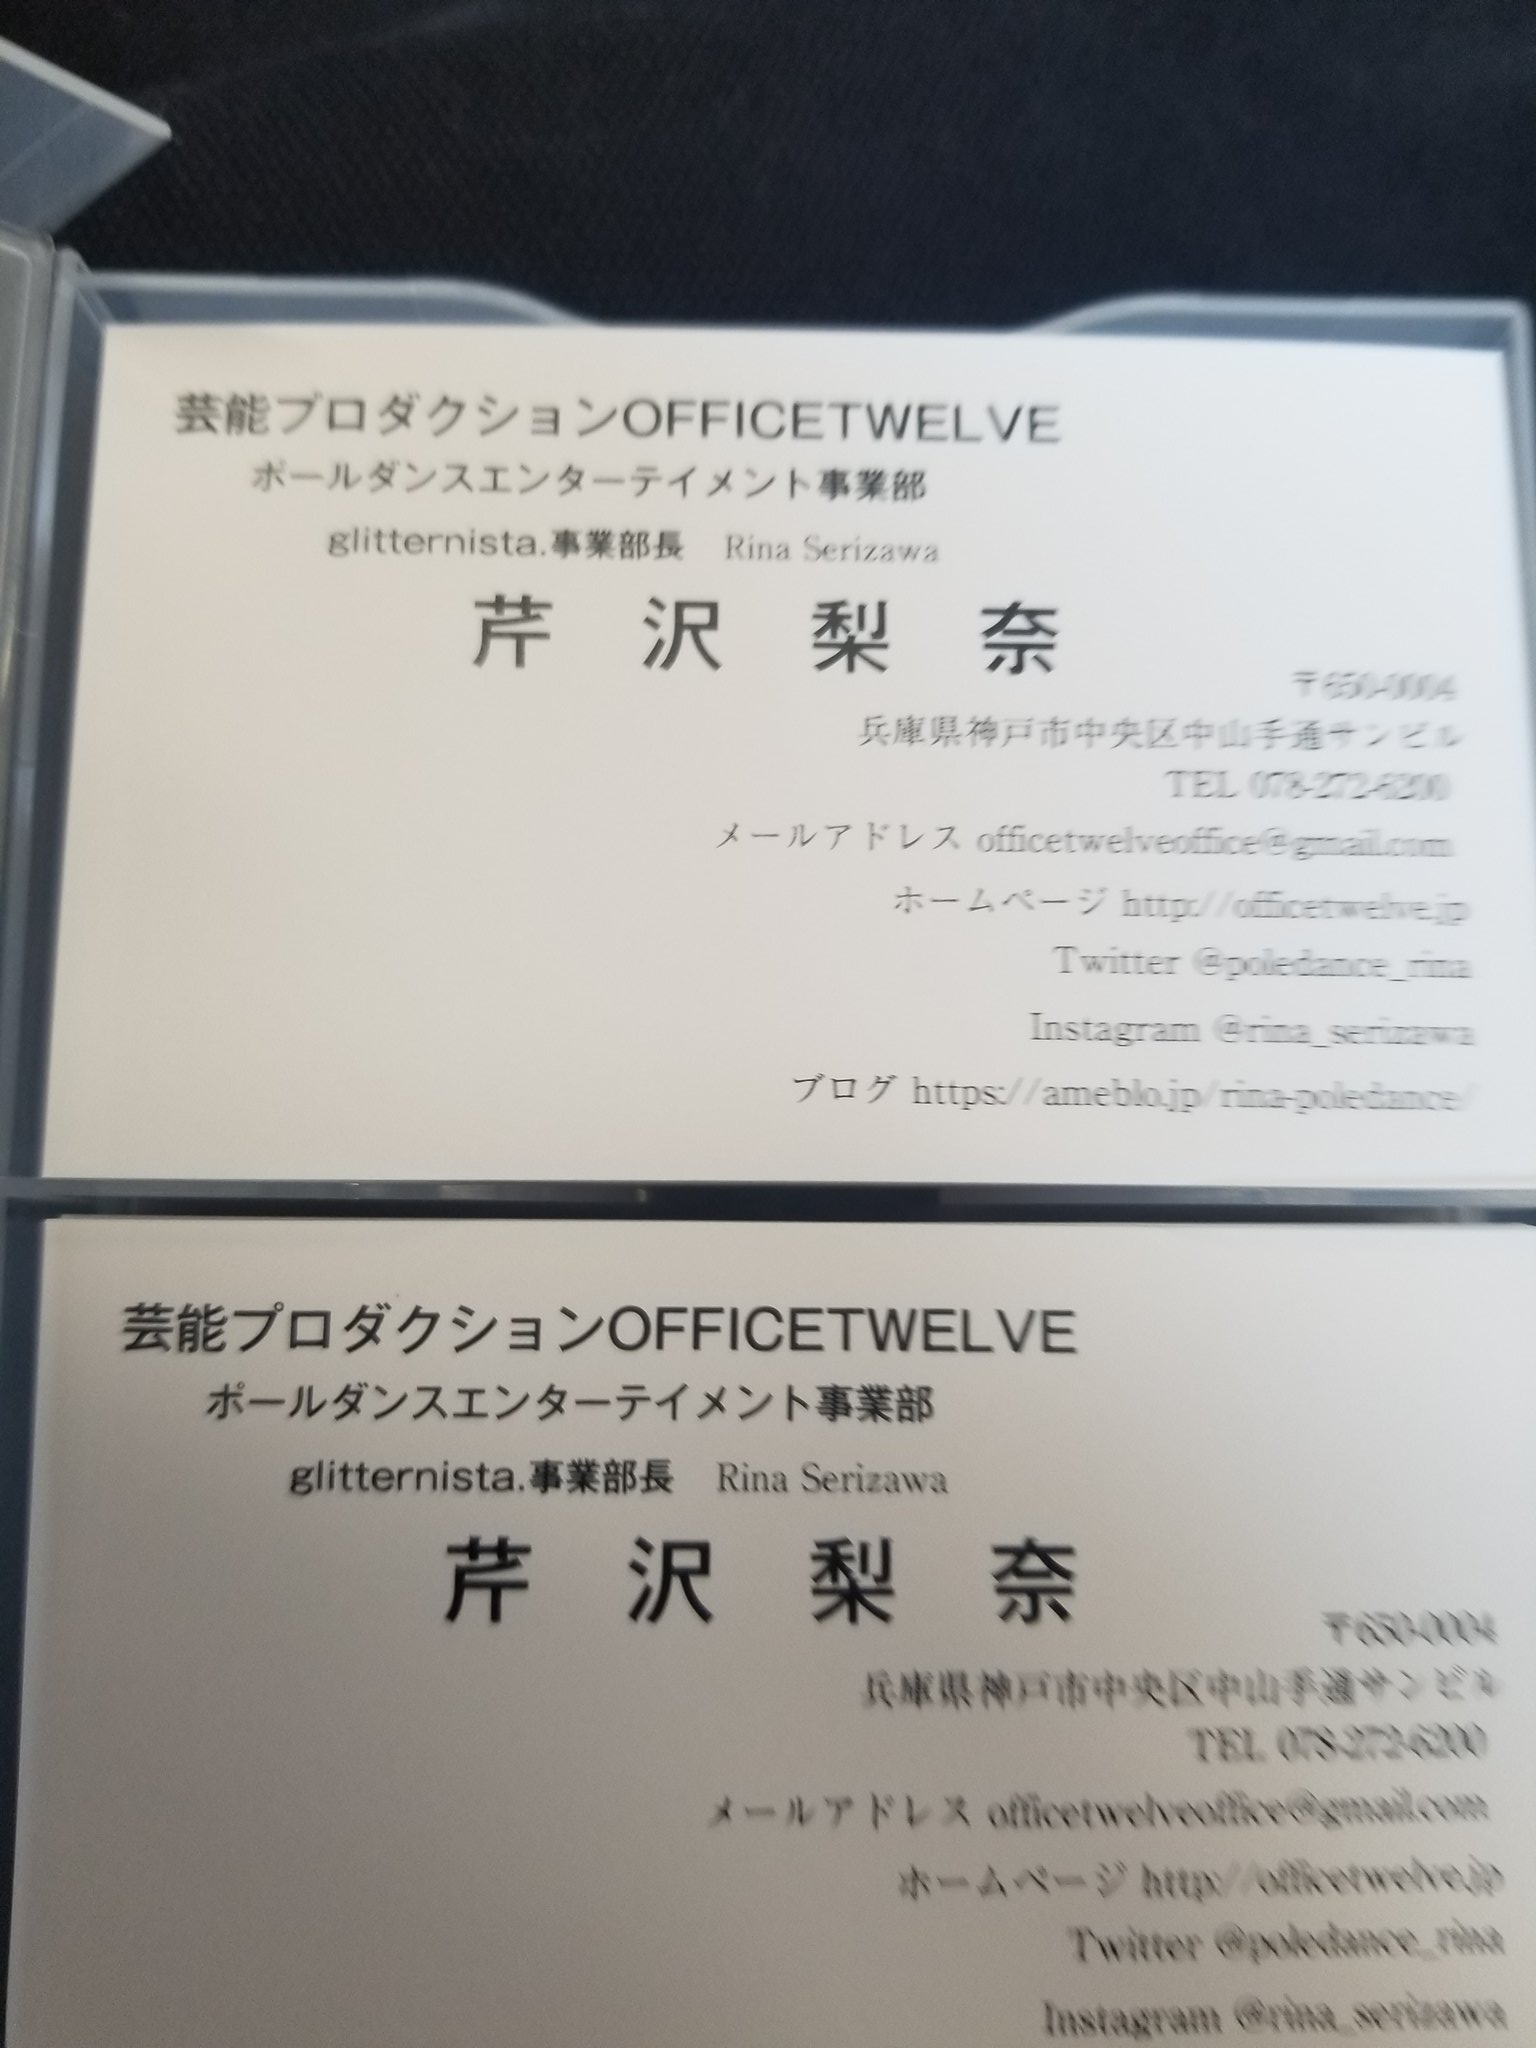 芸能プロダクションOFFICETWELVE
ポールダンスエンターテイメント事業部
glitternista.事業部長　Rina Serizawa
芹　沢　梨　奈
〒650-0004
兵庫県神戸市中央区中山手通サンビル
TEL 078-272-6200
メールアドレス officetwelveoffice@gmail.com
ホームページ http://officetwelve.jp
Twitter @poledance_rina
Instagram @rina_serizawa
ブログ https://ameblo.jp/rina-poledance/
芸能プロダクションOFFICETWELVE
ポールダンスエンターテイメント事業部
glitternista.事業部長　Rina Serizawa
芹　沢　梨　奈
〒650-0004
兵庫県神戸市中央区中山手通サンビル
TEL 078-272-6200
メールアドレス officetwelveoffice@gmail.com
ホームページ http://officetwelve.jp
Twitter @poledance_rina
Instagram @rina_serizawa